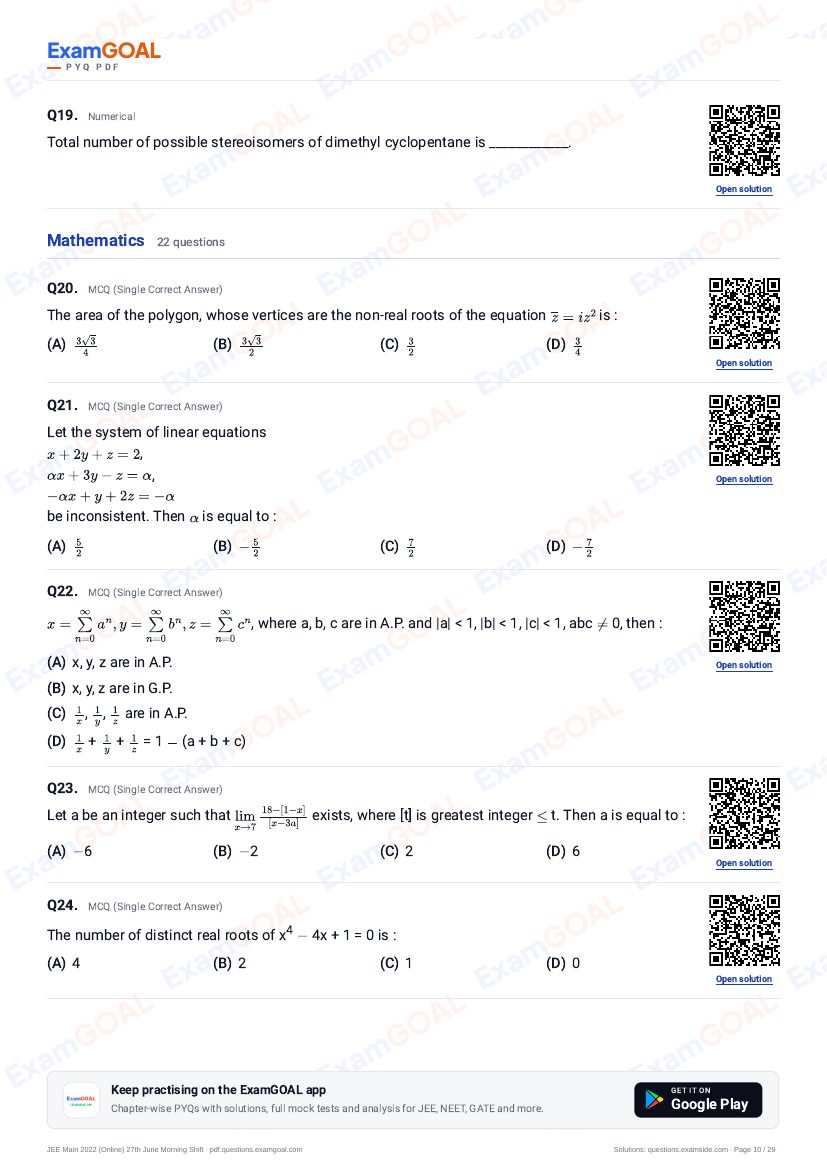 ExamGOAL
PYQ PDF
Q19. Numerical
Total number of possible stereoisomers of dimethyl cyclopentane is ___________.
Open solution
Mathematics 22 questions
Q20. MCQ (Single Correct Answer)
The area of the polygon, whose vertices are the non-real roots of the equation z̅ = iz² is :
(A) 3√3/4 (B) 3√3/2 (C) 3/2 (D) 3/4
Open solution
Q21. MCQ (Single Correct Answer)
Let the system of linear equations
x + 2y + z = 2,
αx + 3y − z = α,
−αx + y + 2z = −α
be inconsistent. Then α is equal to :
(A) 5/2 (B) −5/2 (C) 7/2 (D) −7/2
Open solution
Q22. MCQ (Single Correct Answer)
x = ∑_{n=0}^{∞} aⁿ, y = ∑_{n=0}^{∞} bⁿ, z = ∑_{n=0}^{∞} cⁿ, where a, b, c are in A.P. and |a| < 1, |b| < 1, |c| < 1, abc ≠ 0, then :
(A) x, y, z are in A.P.
(B) x, y, z are in G.P.
(C) 1/x, 1/y, 1/z are in A.P.
(D) 1/x + 1/y + 1/z = 1 − (a + b + c)
Open solution
Q23. MCQ (Single Correct Answer)
Let a be an integer such that lim_{x→7} (18−[1−x])/([x−3a]) exists, where [t] is greatest integer ≤ t. Then a is equal to :
(A) −6 (B) −2 (C) 2 (D) 6
Open solution
Q24. MCQ (Single Correct Answer)
The number of distinct real roots of x⁴ − 4x + 1 = 0 is :
(A) 4 (B) 2 (C) 1 (D) 0
Open solution
Keep practising on the ExamGOAL app
Chapter-wise PYQs with solutions, full mock tests and analysis for JEE, NEET, GATE and more.
GET IT ON
Google Play
JEE Main 2022 (Online) 27th June Morning Shift · pdf.questions.examgoal.com
Solutions: questions.examside.com · Page 10 / 29